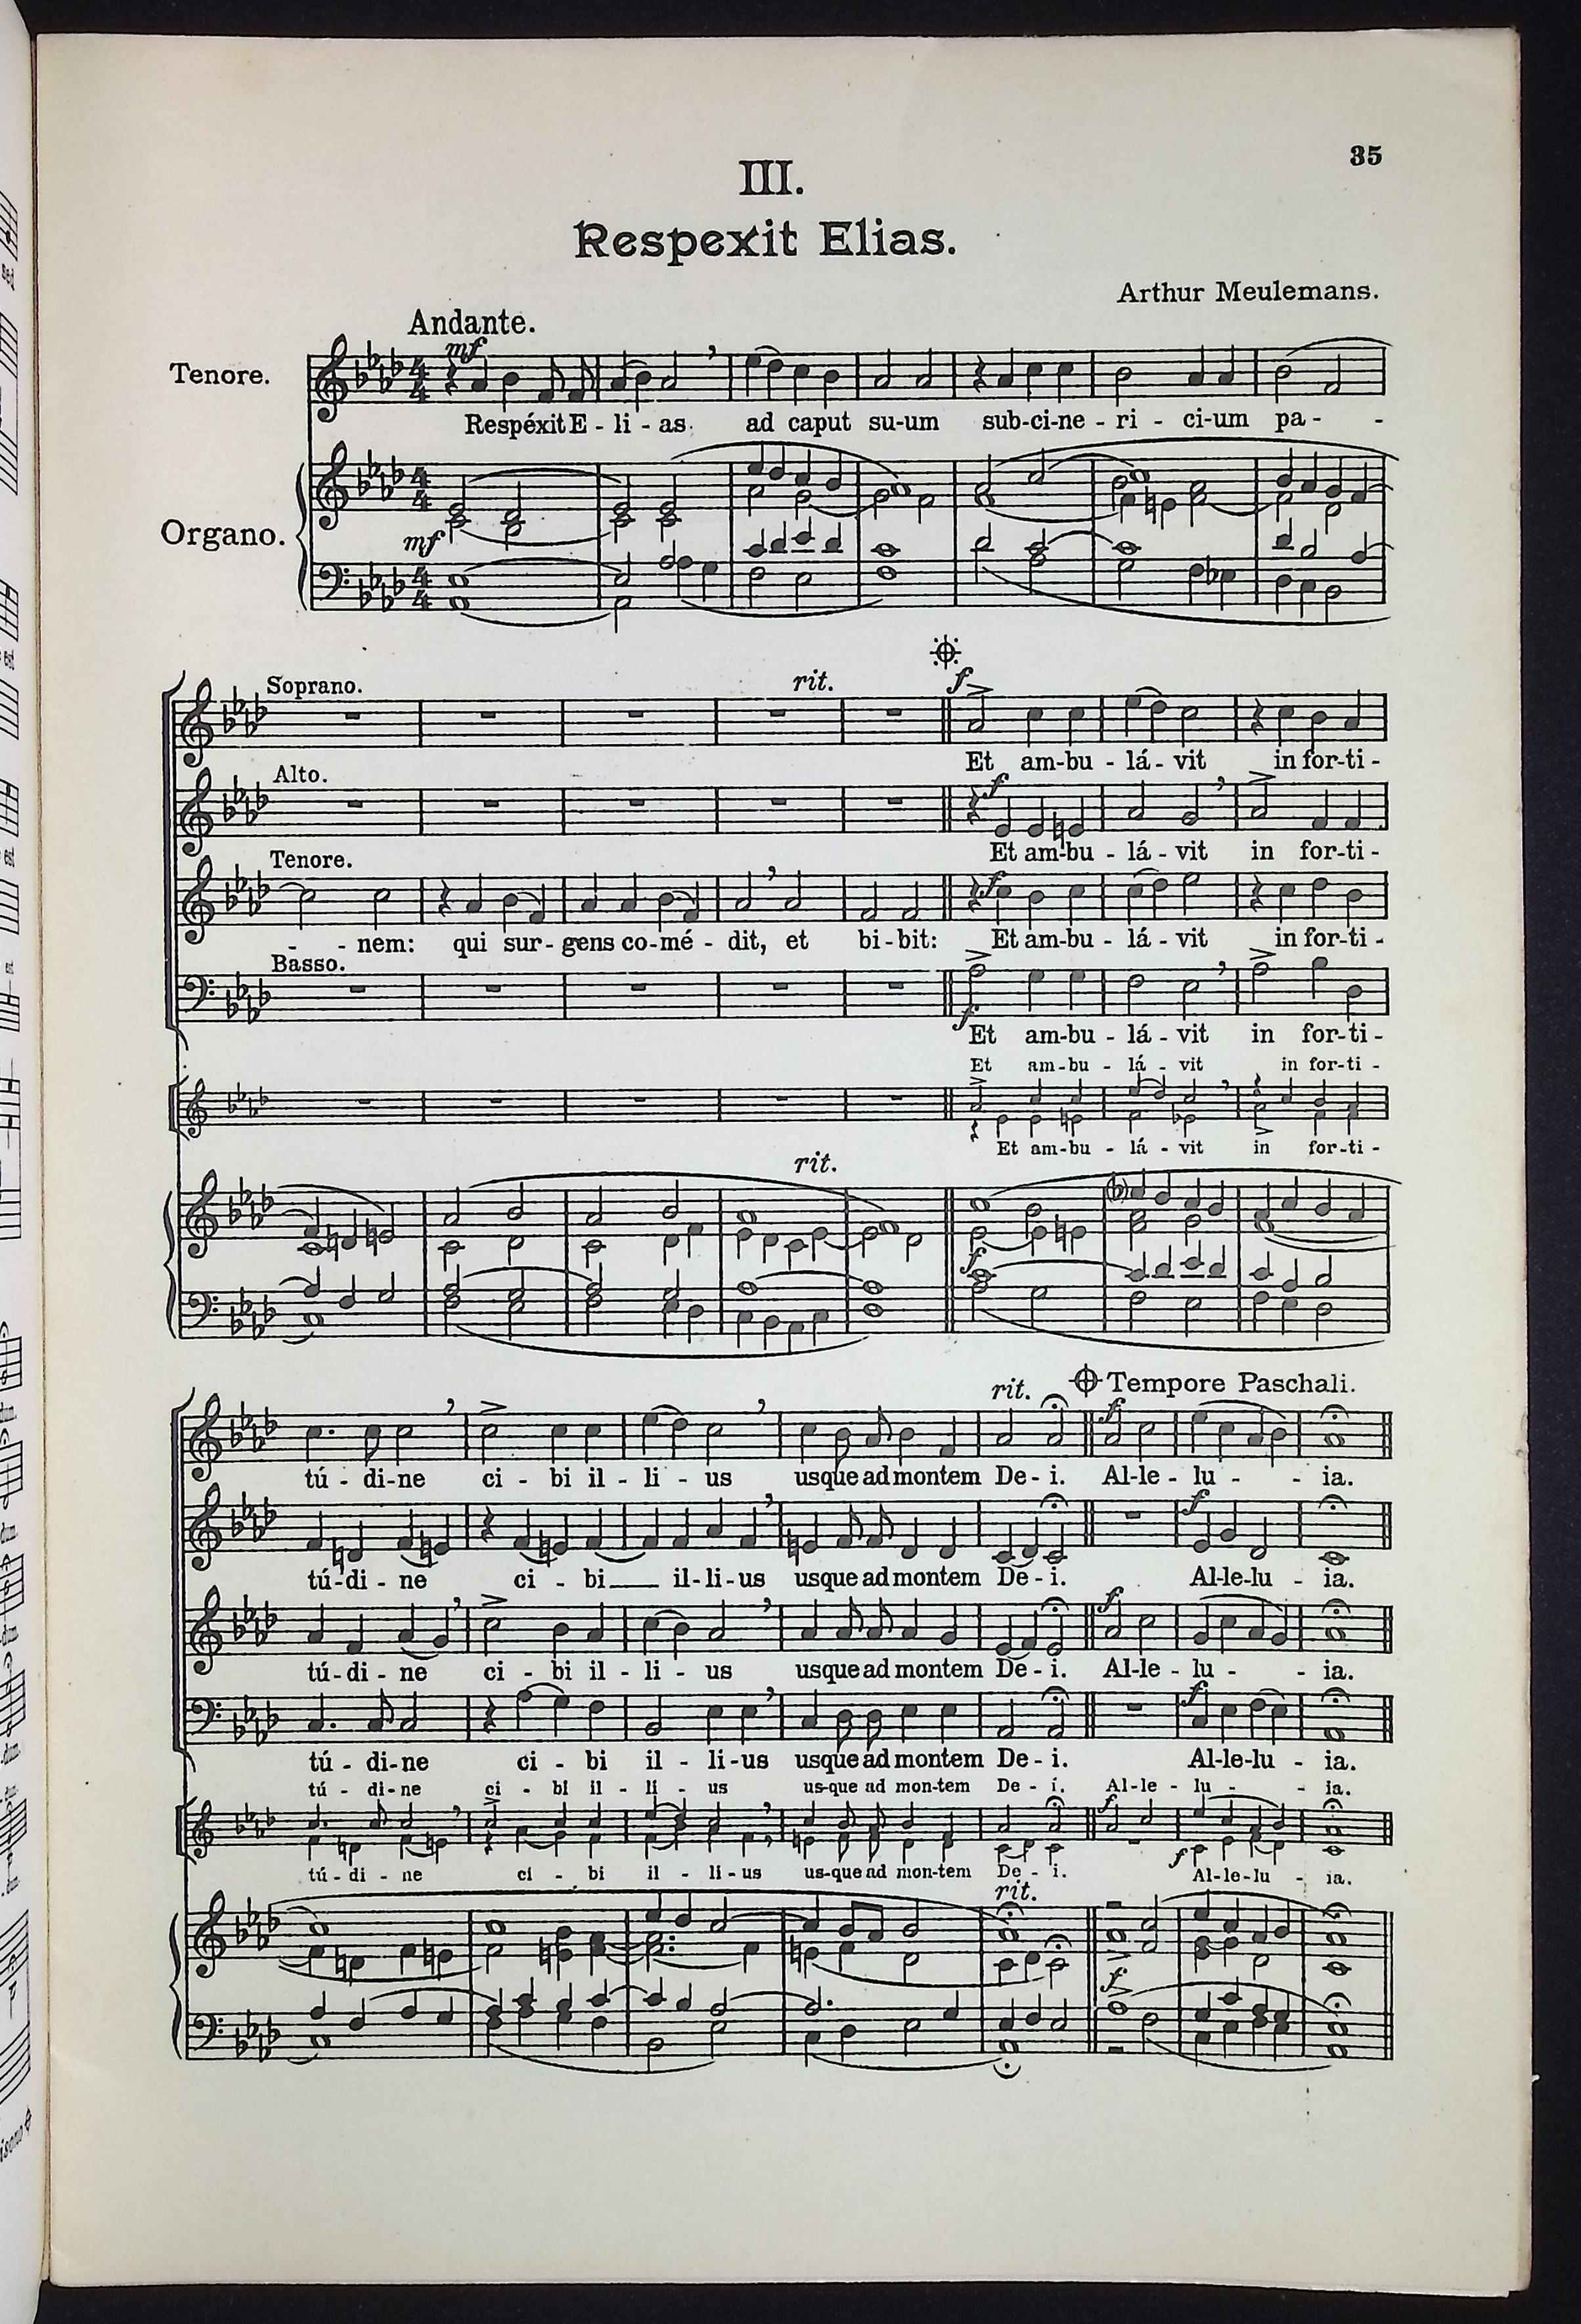 35
III.
Respexit Elias.
Arthur Meulemans.
Andante.
mf
Tenore.
Respéxit E - li - as. ad caput su-um sub-ci-ne - ri - ci-um pa - -
Organo.
mf
Soprano. rit. f
Et am-bu - lá - vit in for-ti -
Alto. f
Et am-bu - lá - vit in for-ti -
Tenore. f
- - nem: qui sur - gens co-mé - dit, et bi-bit: Et am-bu - lá - vit in for-ti -
Basso.
f
Et am-bu - lá - vit in for-ti -
Et am-bu - lá - vit in for-ti -
Et am-bu - lá - vit in for-ti -
rit.
f
rit. Tempore Paschali.
f
tú - di-ne ci - bi il - li - us usque ad montem De - i. Al-le - lu - - ia.
f
tú-di - ne ci - bi il-li-us usque ad montem De - i. Al-le-lu - ia.
f
tú-di - ne ci - bi il - li - us usque ad montem De - i. Al-le - lu - - ia.
f
tú - di-ne ci - bi il - li-us usque ad montem De - i. Al-le-lu - ia.
tú - di-ne ci - bi il - li - us us-que ad mon-tem De - i. Al-le - lu - - ia.
f
f
tú - di - ne ci - bi il - li-us us-que ad mon-tem De - i. Al-le-lu - ia.
rit.
f